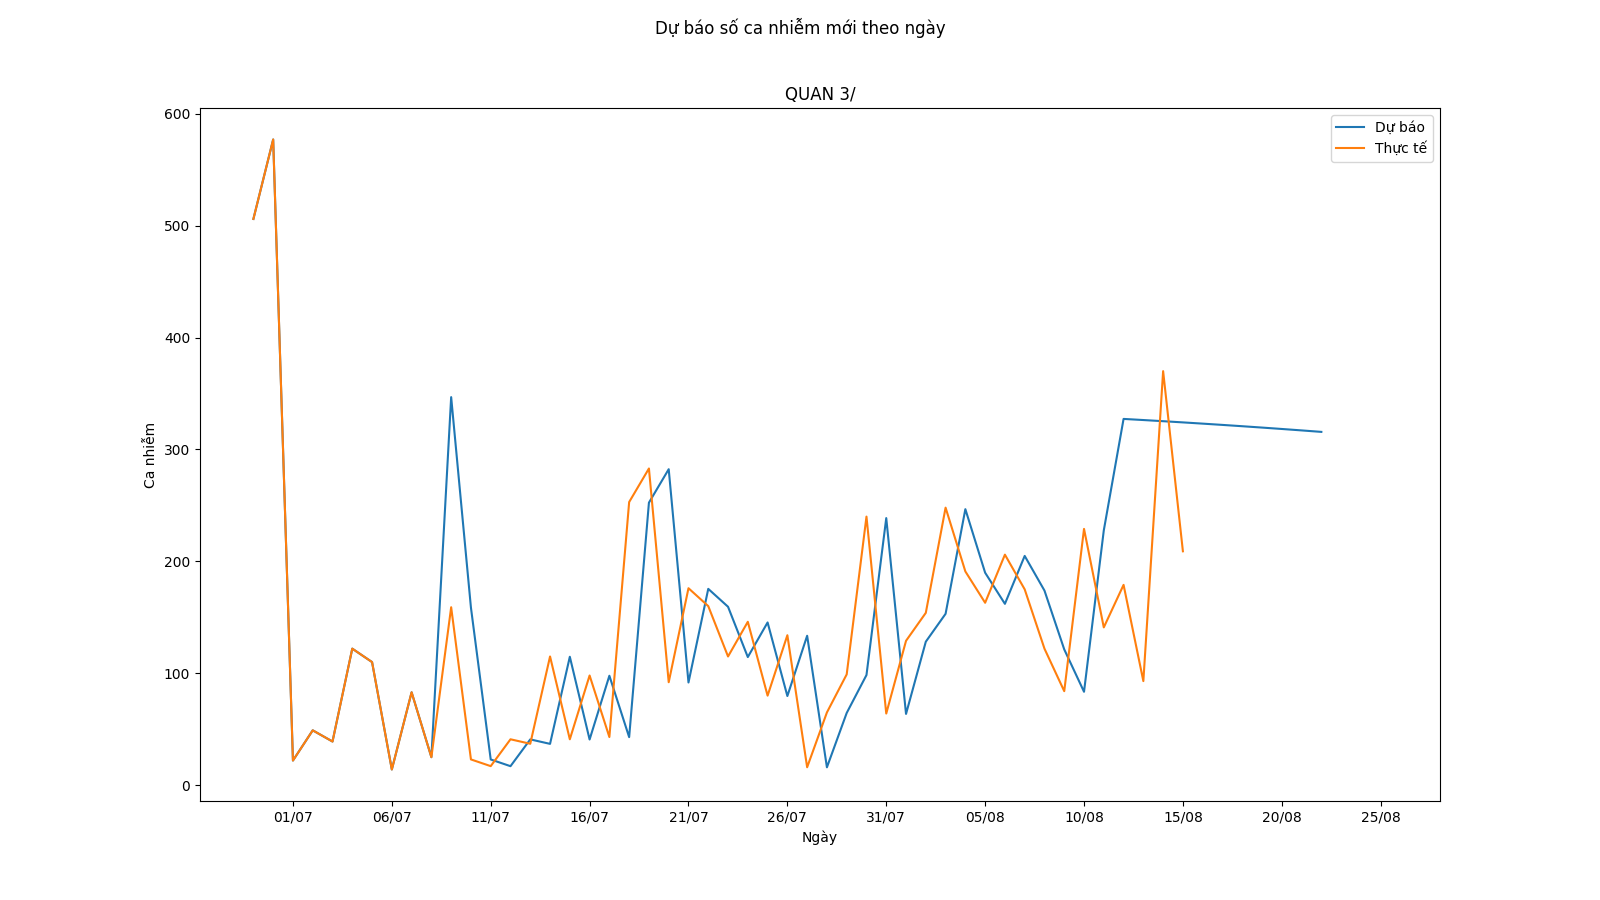 Dự báo số ca nhiễm mới theo ngày
QUAN 3/
Dự báo
Thực tế
600
500
400
300
200
100
0
Ca nhiễm
01/07 06/07 11/07 16/07 21/07 26/07 31/07 05/08 10/08 15/08 20/08 25/08
Ngày